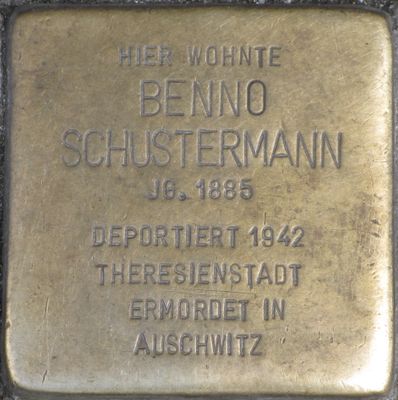 HIER WOHNTE
BENNO
SCHUSTERMANN
JG. 1885
DEPORTIERT 1942
THERESIENSTADT
ERMORDET IN
AUSCHWITZ